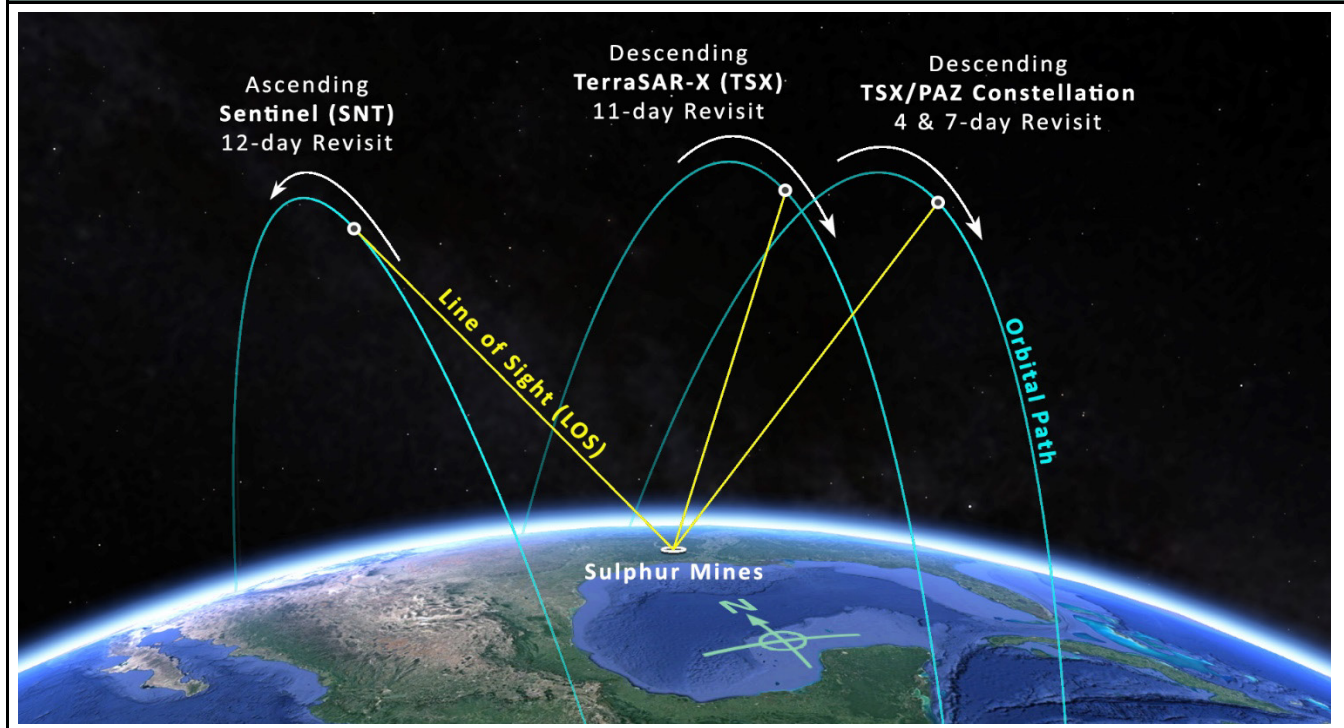 Ascending
Sentinel (SNT)
12-day Revisit
Descending
TerraSAR-X (TSX)
11-day Revisit
Descending
TSX/PAZ Constellation
4 & 7-day Revisit
Line of Sight (LOS)
Orbital Path
Sulphur Mines
N